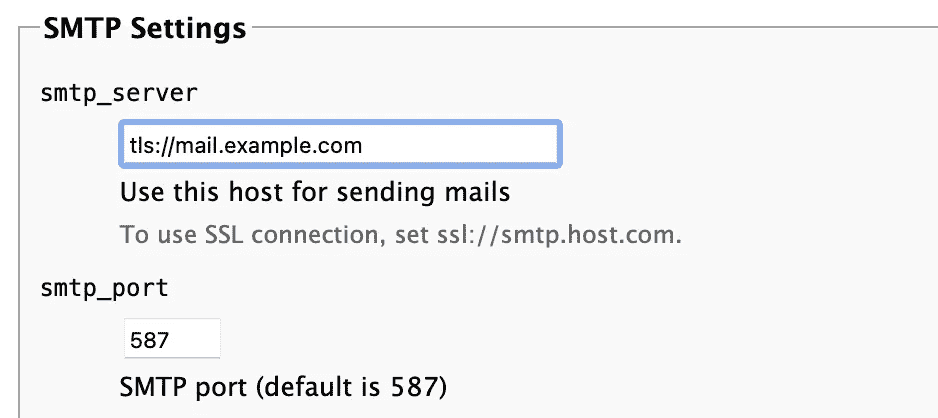 SMTP Settings
smtp_server
tls://mail.example.com
Use this host for sending mails
To use SSL connection, set ssl://smtp.host.com.
smtp_port
587
SMTP port (default is 587)